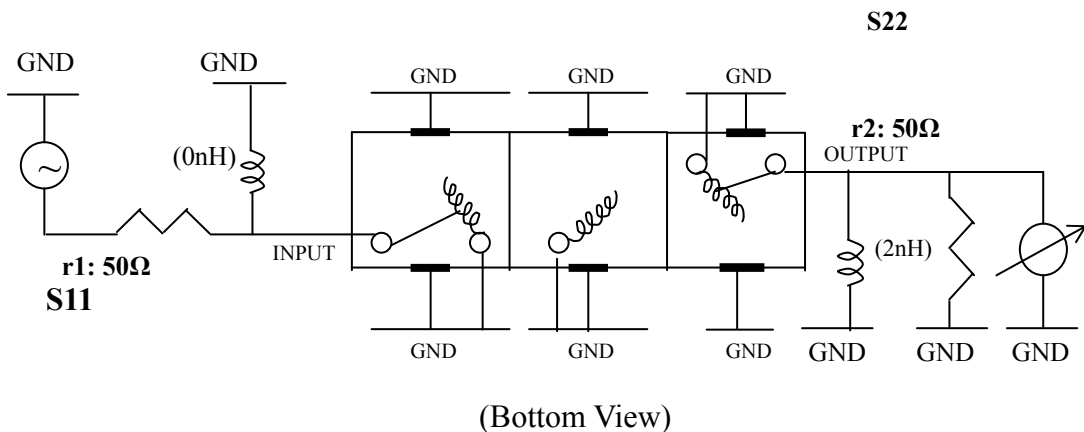 S22
GND
GND
GND
GND
GND
(0nH)
r2: 50Ω
OUTPUT
INPUT
r1: 50Ω
S11
(2nH)
GND
GND
GND
GND
GND
GND
(Bottom View)